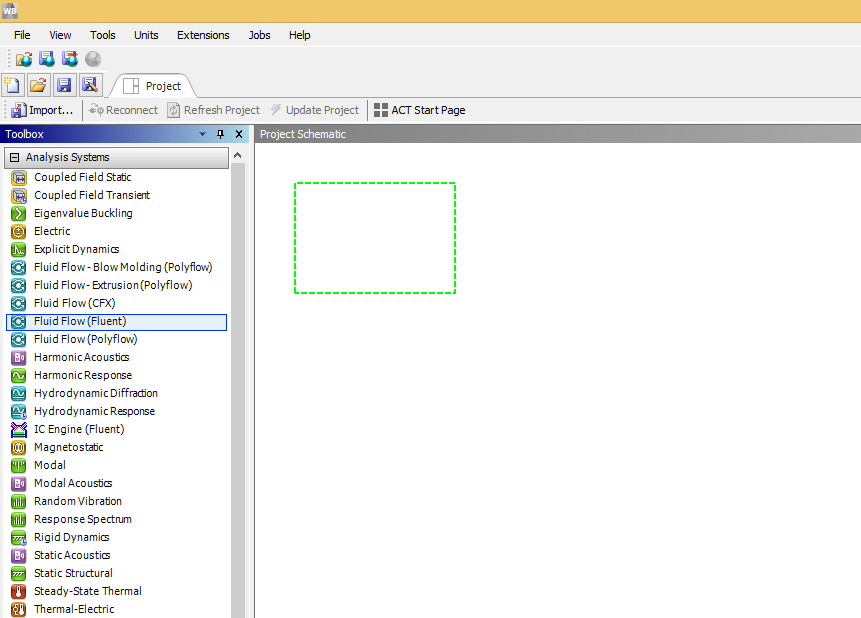 WB
File View Tools Units Extensions Jobs Help
Project
Import... Reconnect Refresh Project Update Project ACT Start Page
Toolbox
Project Schematic
Analysis Systems
Coupled Field Static
Coupled Field Transient
Eigenvalue Buckling
Electric
Explicit Dynamics
Fluid Flow - Blow Molding (Polyflow)
Fluid Flow- Extrusion(Polyflow)
Fluid Flow (CFX)
Fluid Flow (Fluent)
Fluid Flow (Polyflow)
Harmonic Acoustics
Harmonic Response
Hydrodynamic Diffraction
Hydrodynamic Response
IC Engine (Fluent)
Magnetostatic
Modal
Modal Acoustics
Random Vibration
Response Spectrum
Rigid Dynamics
Static Acoustics
Static Structural
Steady-State Thermal
Thermal-Electric